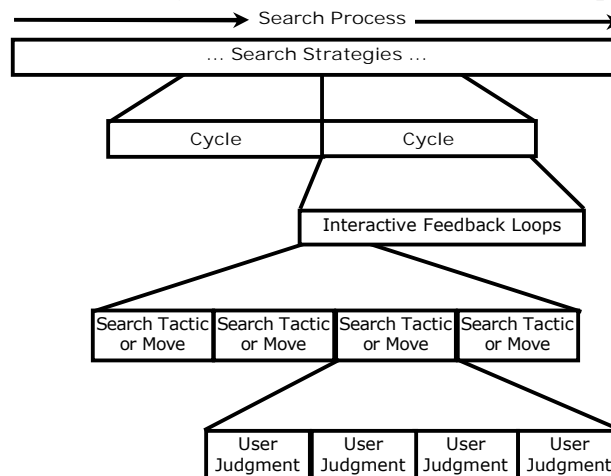 Search Process
... Search Strategies ...
Cycle Cycle
Interactive Feedback Loops
Search Tactic Search Tactic Search Tactic Search Tactic
or Move or Move or Move or Move
User User User User
Judgment Judgment Judgment Judgment